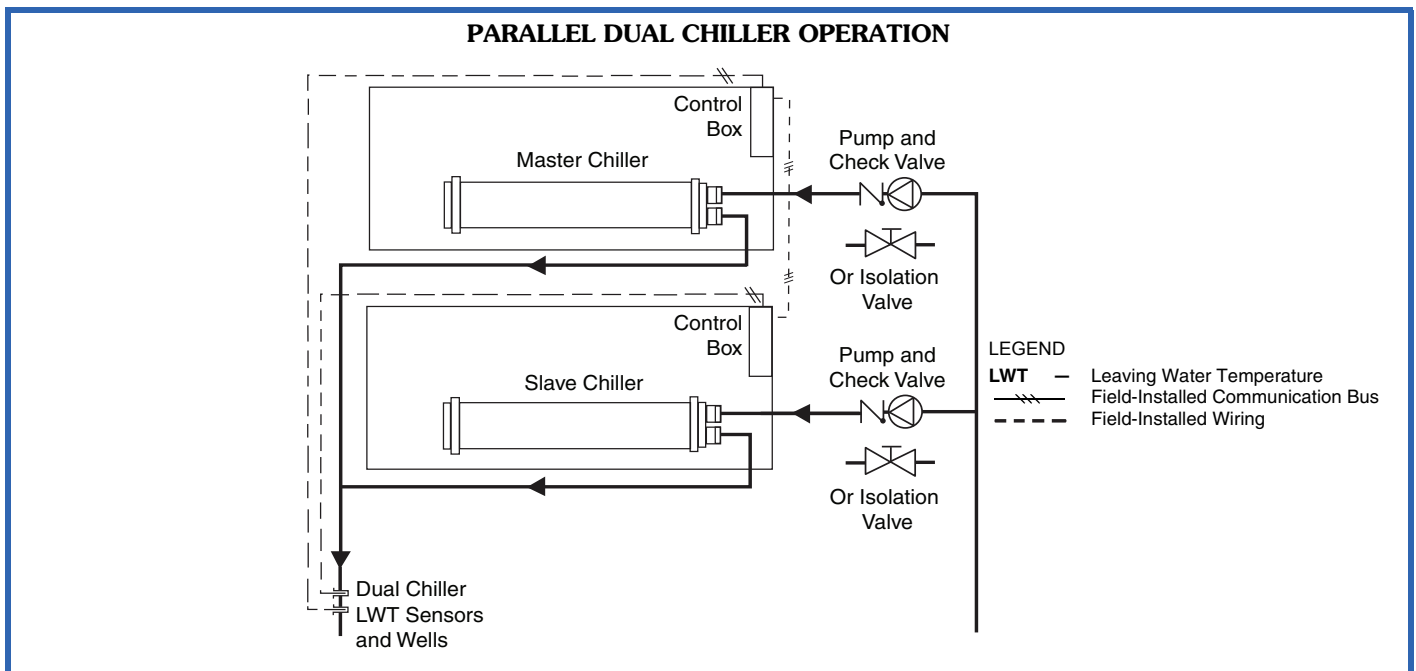 PARALLEL DUAL CHILLER OPERATION
Control
Box
Master Chiller
Pump and
Check Valve
Or Isolation
Valve
Control
Box
Slave Chiller
Pump and
Check Valve
Or Isolation
Valve
LEGEND
LWT – Leaving Water Temperature
Field-Installed Communication Bus
Field-Installed Wiring
Dual Chiller
LWT Sensors
and Wells